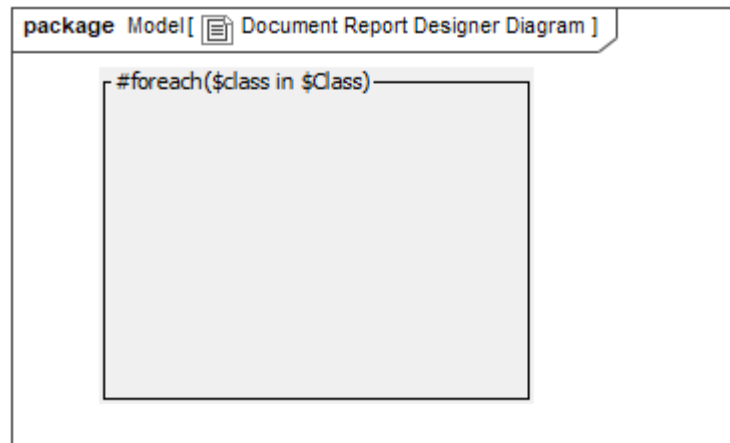 package Model[ Document Report Designer Diagram ]
#foreach($class in $Class)